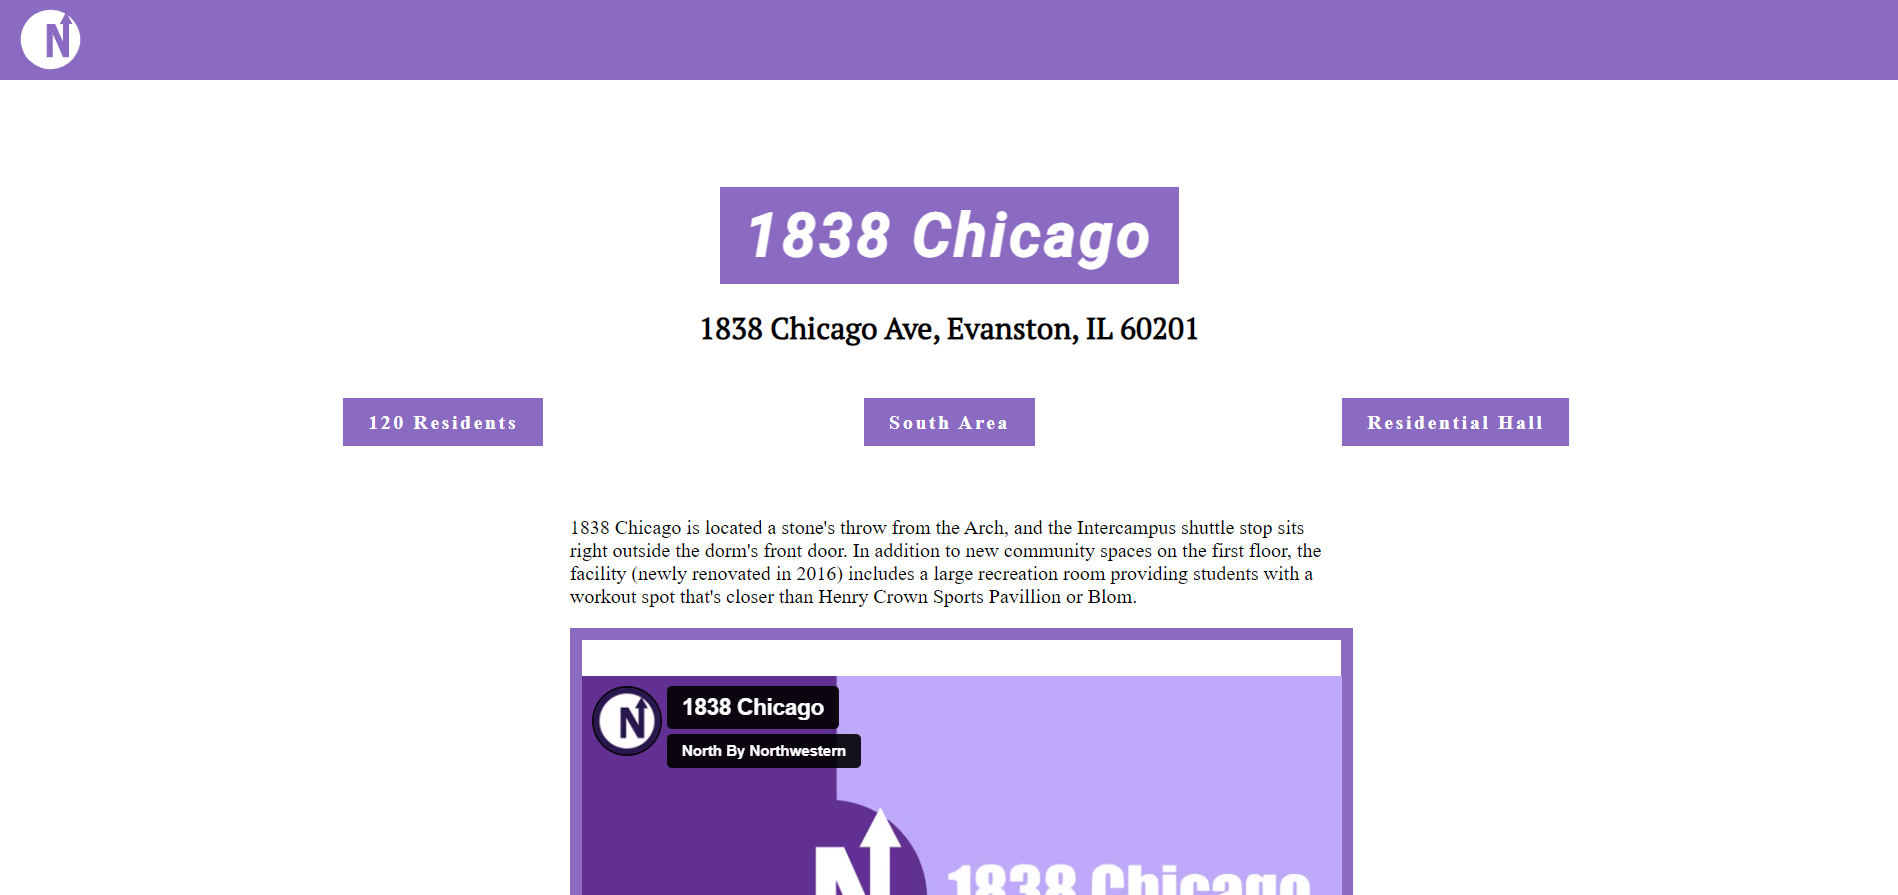 N
1838 Chicago
1838 Chicago Ave, Evanston, IL 60201
120 Residents
South Area
Residential Hall
1838 Chicago is located a stone's throw from the Arch, and the Intercampus shuttle stop sits
right outside the dorm's front door. In addition to new community spaces on the first floor, the
facility (newly renovated in 2016) includes a large recreation room providing students with a
workout spot that's closer than Henry Crown Sports Pavillion or Blom.
N
1838 Chicago
North By Northwestern
N
1838 Chicago